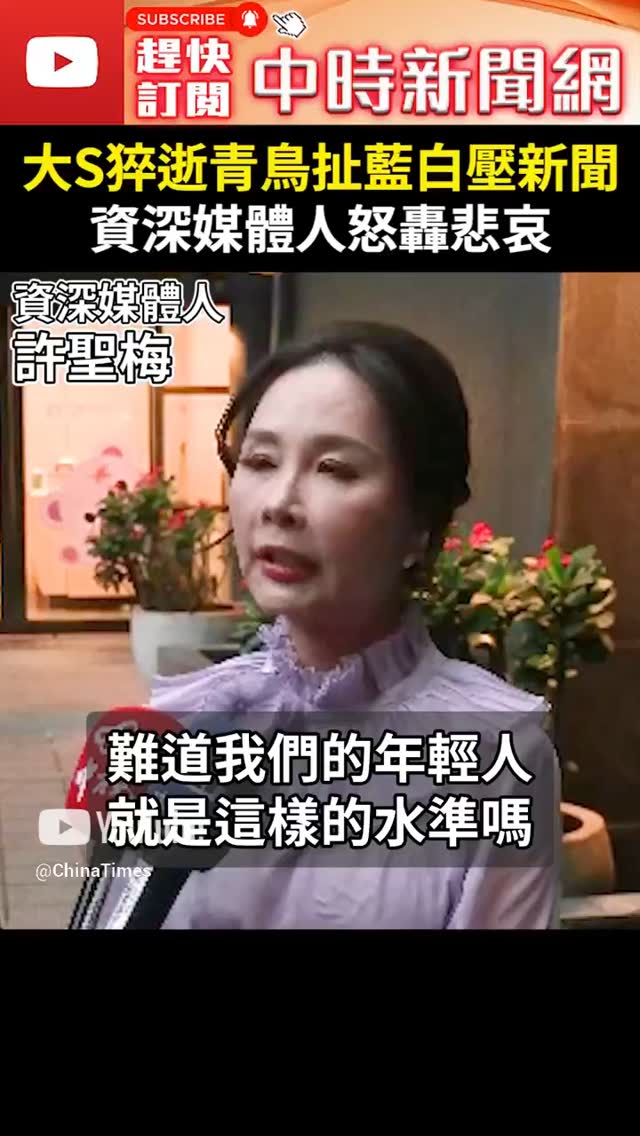 SUBSCRIBE
趕快
訂閱
中時新聞網
大S猝逝青鳥扯藍白壓新聞
資深媒體人怒轟悲哀
資深媒體人
許聖梅
難道我們的年輕人
就是這樣的水準嗎
@ChinaTimes